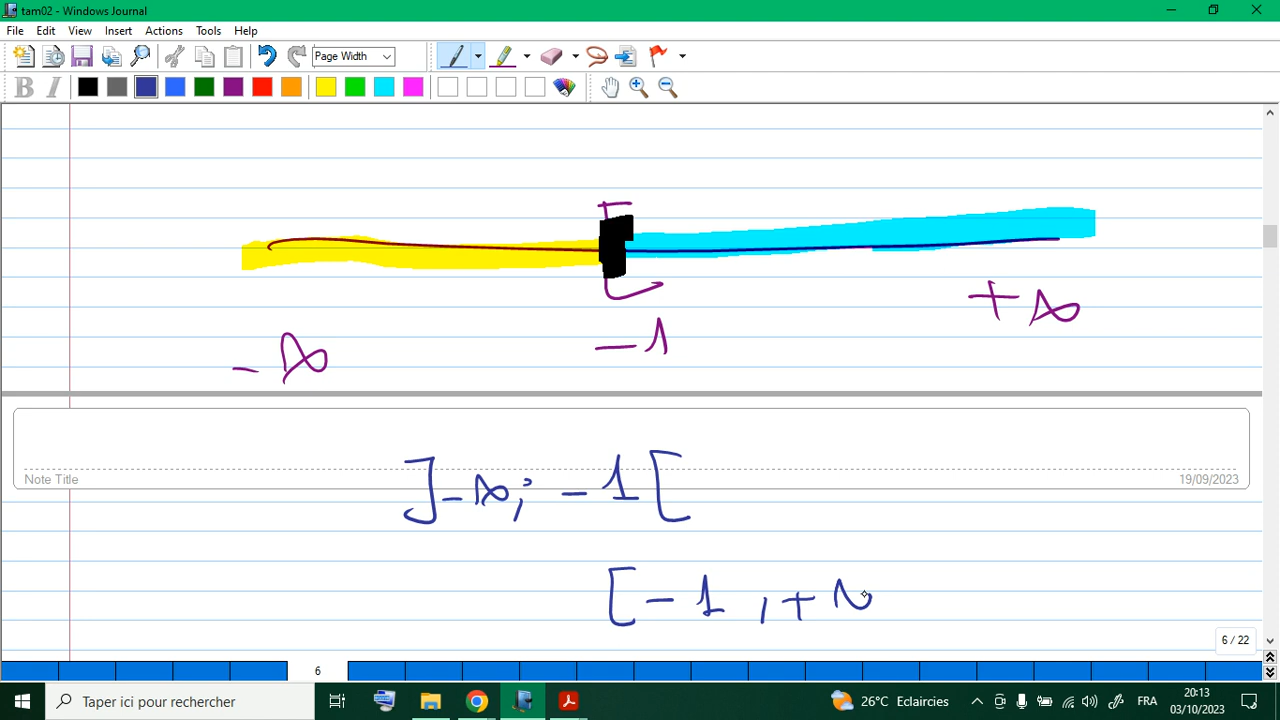 tam02 - Windows Journal
File Edit View Insert Actions Tools Help
Page Width
B I
- ∞
- 1
+ ∞
Note Title
19/09/2023
] - ∞ ; - 1 [
[ - 1 , + ∞
6 / 22
6
Taper ici pour rechercher
26°C Eclaircies
FRA
20:13
03/10/2023